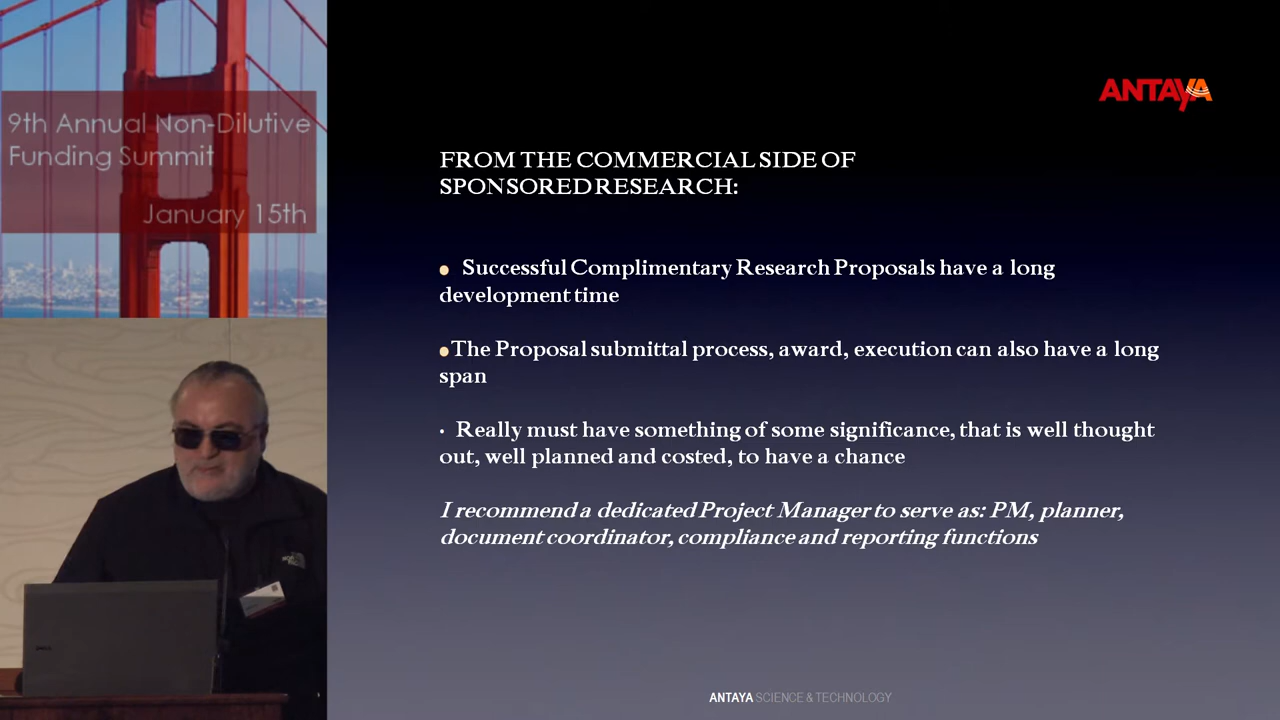 9th Annual Non-Dilutive
Funding Summit
January 15th
ANTAYA
FROM THE COMMERCIAL SIDE OF
SPONSORED RESEARCH:
• Successful Complimentary Research Proposals have a long
development time
•The Proposal submittal process, award, execution can also have a long
span
• Really must have something of some significance, that is well thought
out, well planned and costed, to have a chance
I recommend a dedicated Project Manager to serve as: PM, planner,
document coordinator, compliance and reporting functions
ANTAYA SCIENCE & TECHNOLOGY
DELL